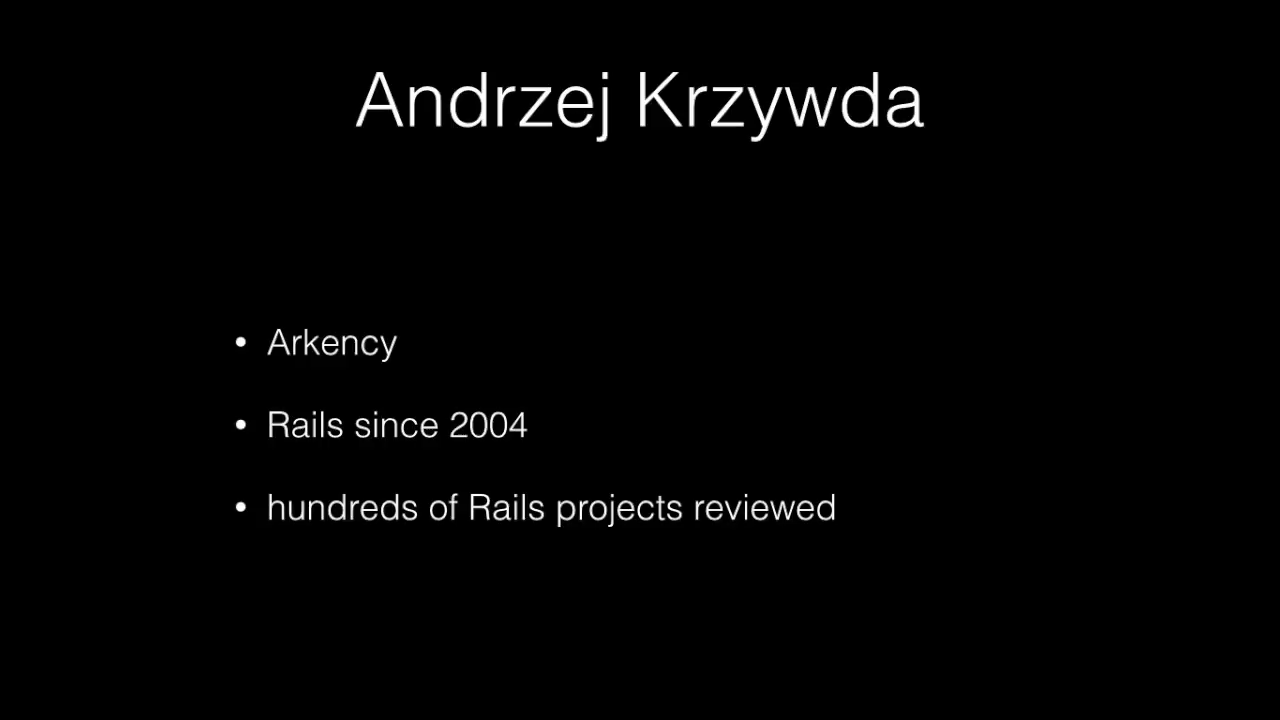 Andrzej Krzywda
• Arkency
• Rails since 2004
• hundreds of Rails projects reviewed